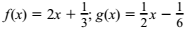 f(x) = 2x + 1/3; g(x) = 1/2x − 1/6